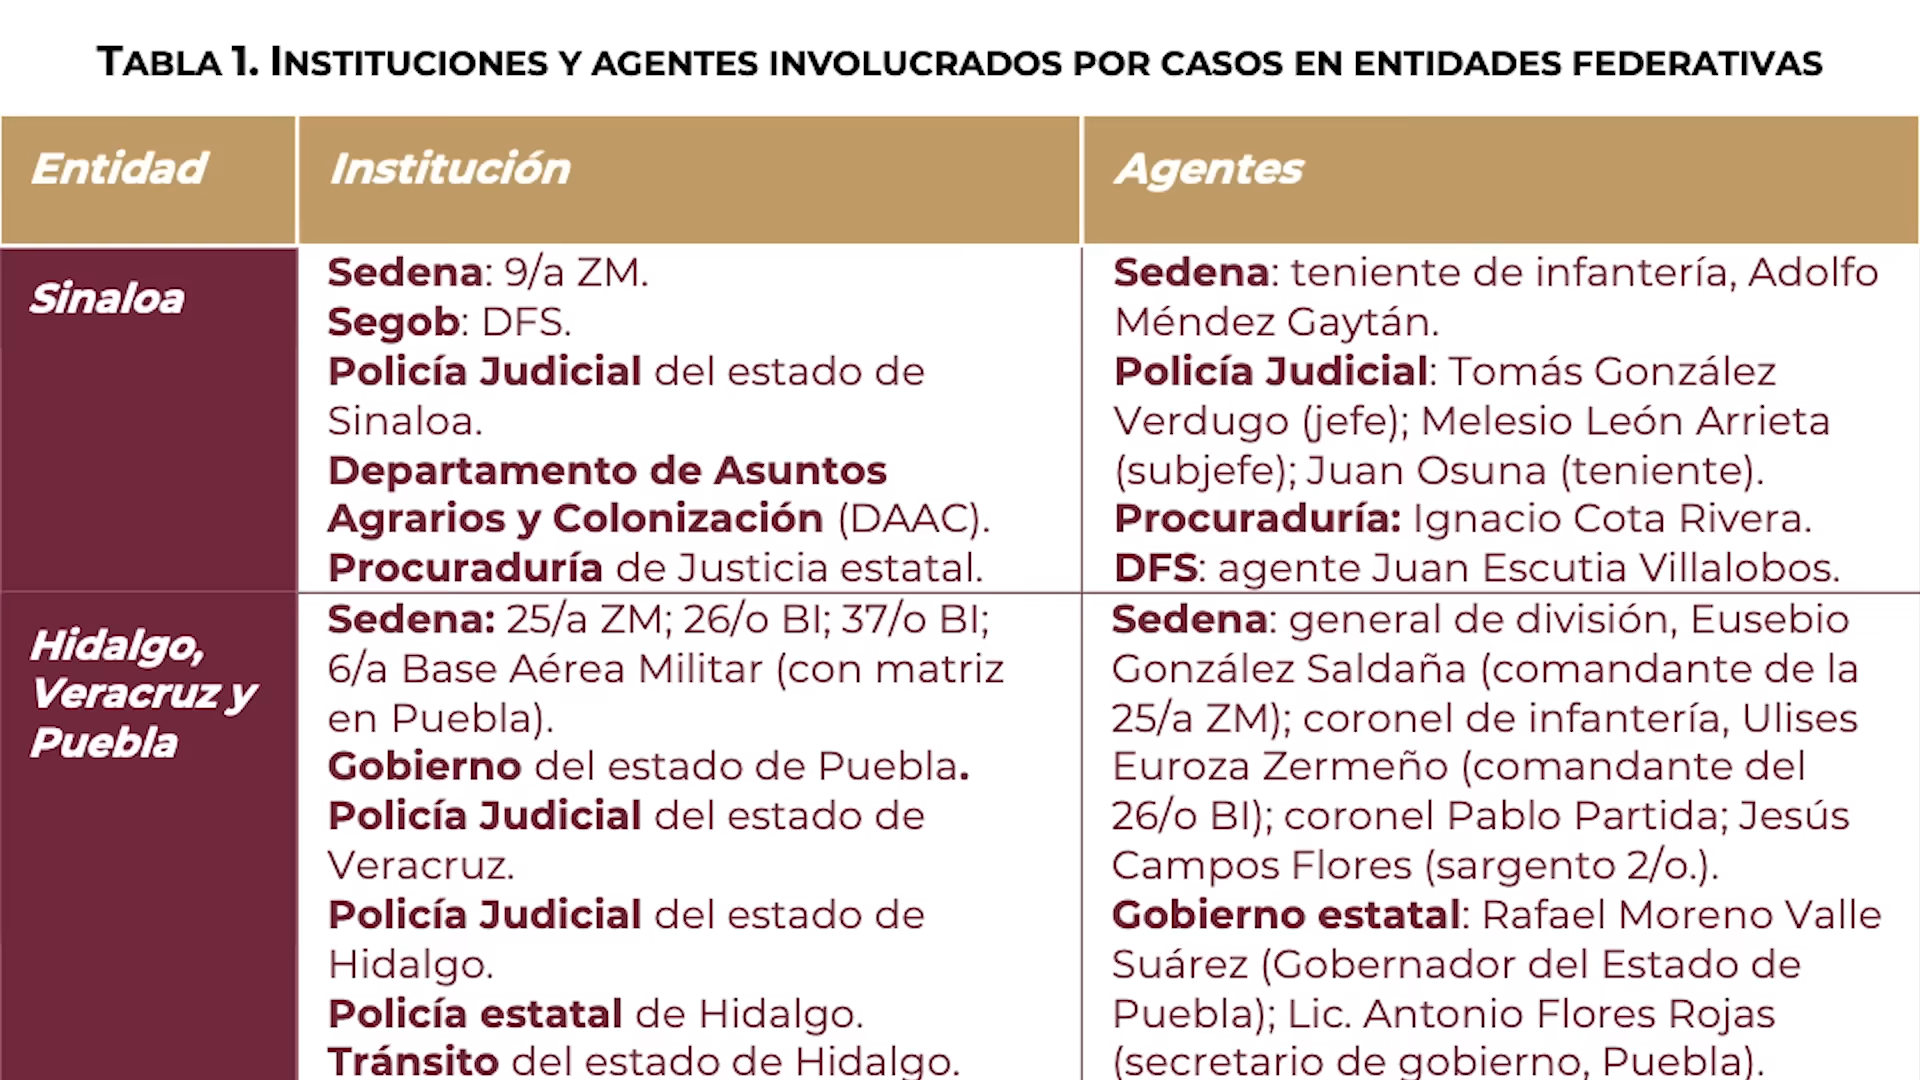 TABLA 1. INSTITUCIONES Y AGENTES INVOLUCRADOS POR CASOS EN ENTIDADES FEDERATIVAS
Entidad
Institución
Agentes
Sinaloa
Sedena: 9/a ZM.
Segob: DFS.
Policía Judicial del estado de
Sinaloa.
Departamento de Asuntos
Agrarios y Colonización (DAAC).
Procuraduría de Justicia estatal.
Sedena: teniente de infantería, Adolfo
Méndez Gaytán.
Policía Judicial: Tomás González
Verdugo (jefe); Melesio León Arrieta
(subjefe); Juan Osuna (teniente).
Procuraduría: Ignacio Cota Rivera.
DFS: agente Juan Escutia Villalobos.
Hidalgo,
Veracruz y
Puebla
Sedena: 25/a ZM; 26/o BI; 37/o BI;
6/a Base Aérea Militar (con matriz
en Puebla).
Gobierno del estado de Puebla.
Policía Judicial del estado de
Veracruz.
Policía Judicial del estado de
Hidalgo.
Policía estatal de Hidalgo.
Tránsito del estado de Hidalgo.
Sedena: general de división, Eusebio
González Saldaña (comandante de la
25/a ZM); coronel de infantería, Ulises
Euroza Zermeño (comandante del
26/o BI); coronel Pablo Partida; Jesús
Campos Flores (sargento 2/o.).
Gobierno estatal: Rafael Moreno Valle
Suárez (Gobernador del Estado de
Puebla); Lic. Antonio Flores Rojas
(secretario de gobierno, Puebla).